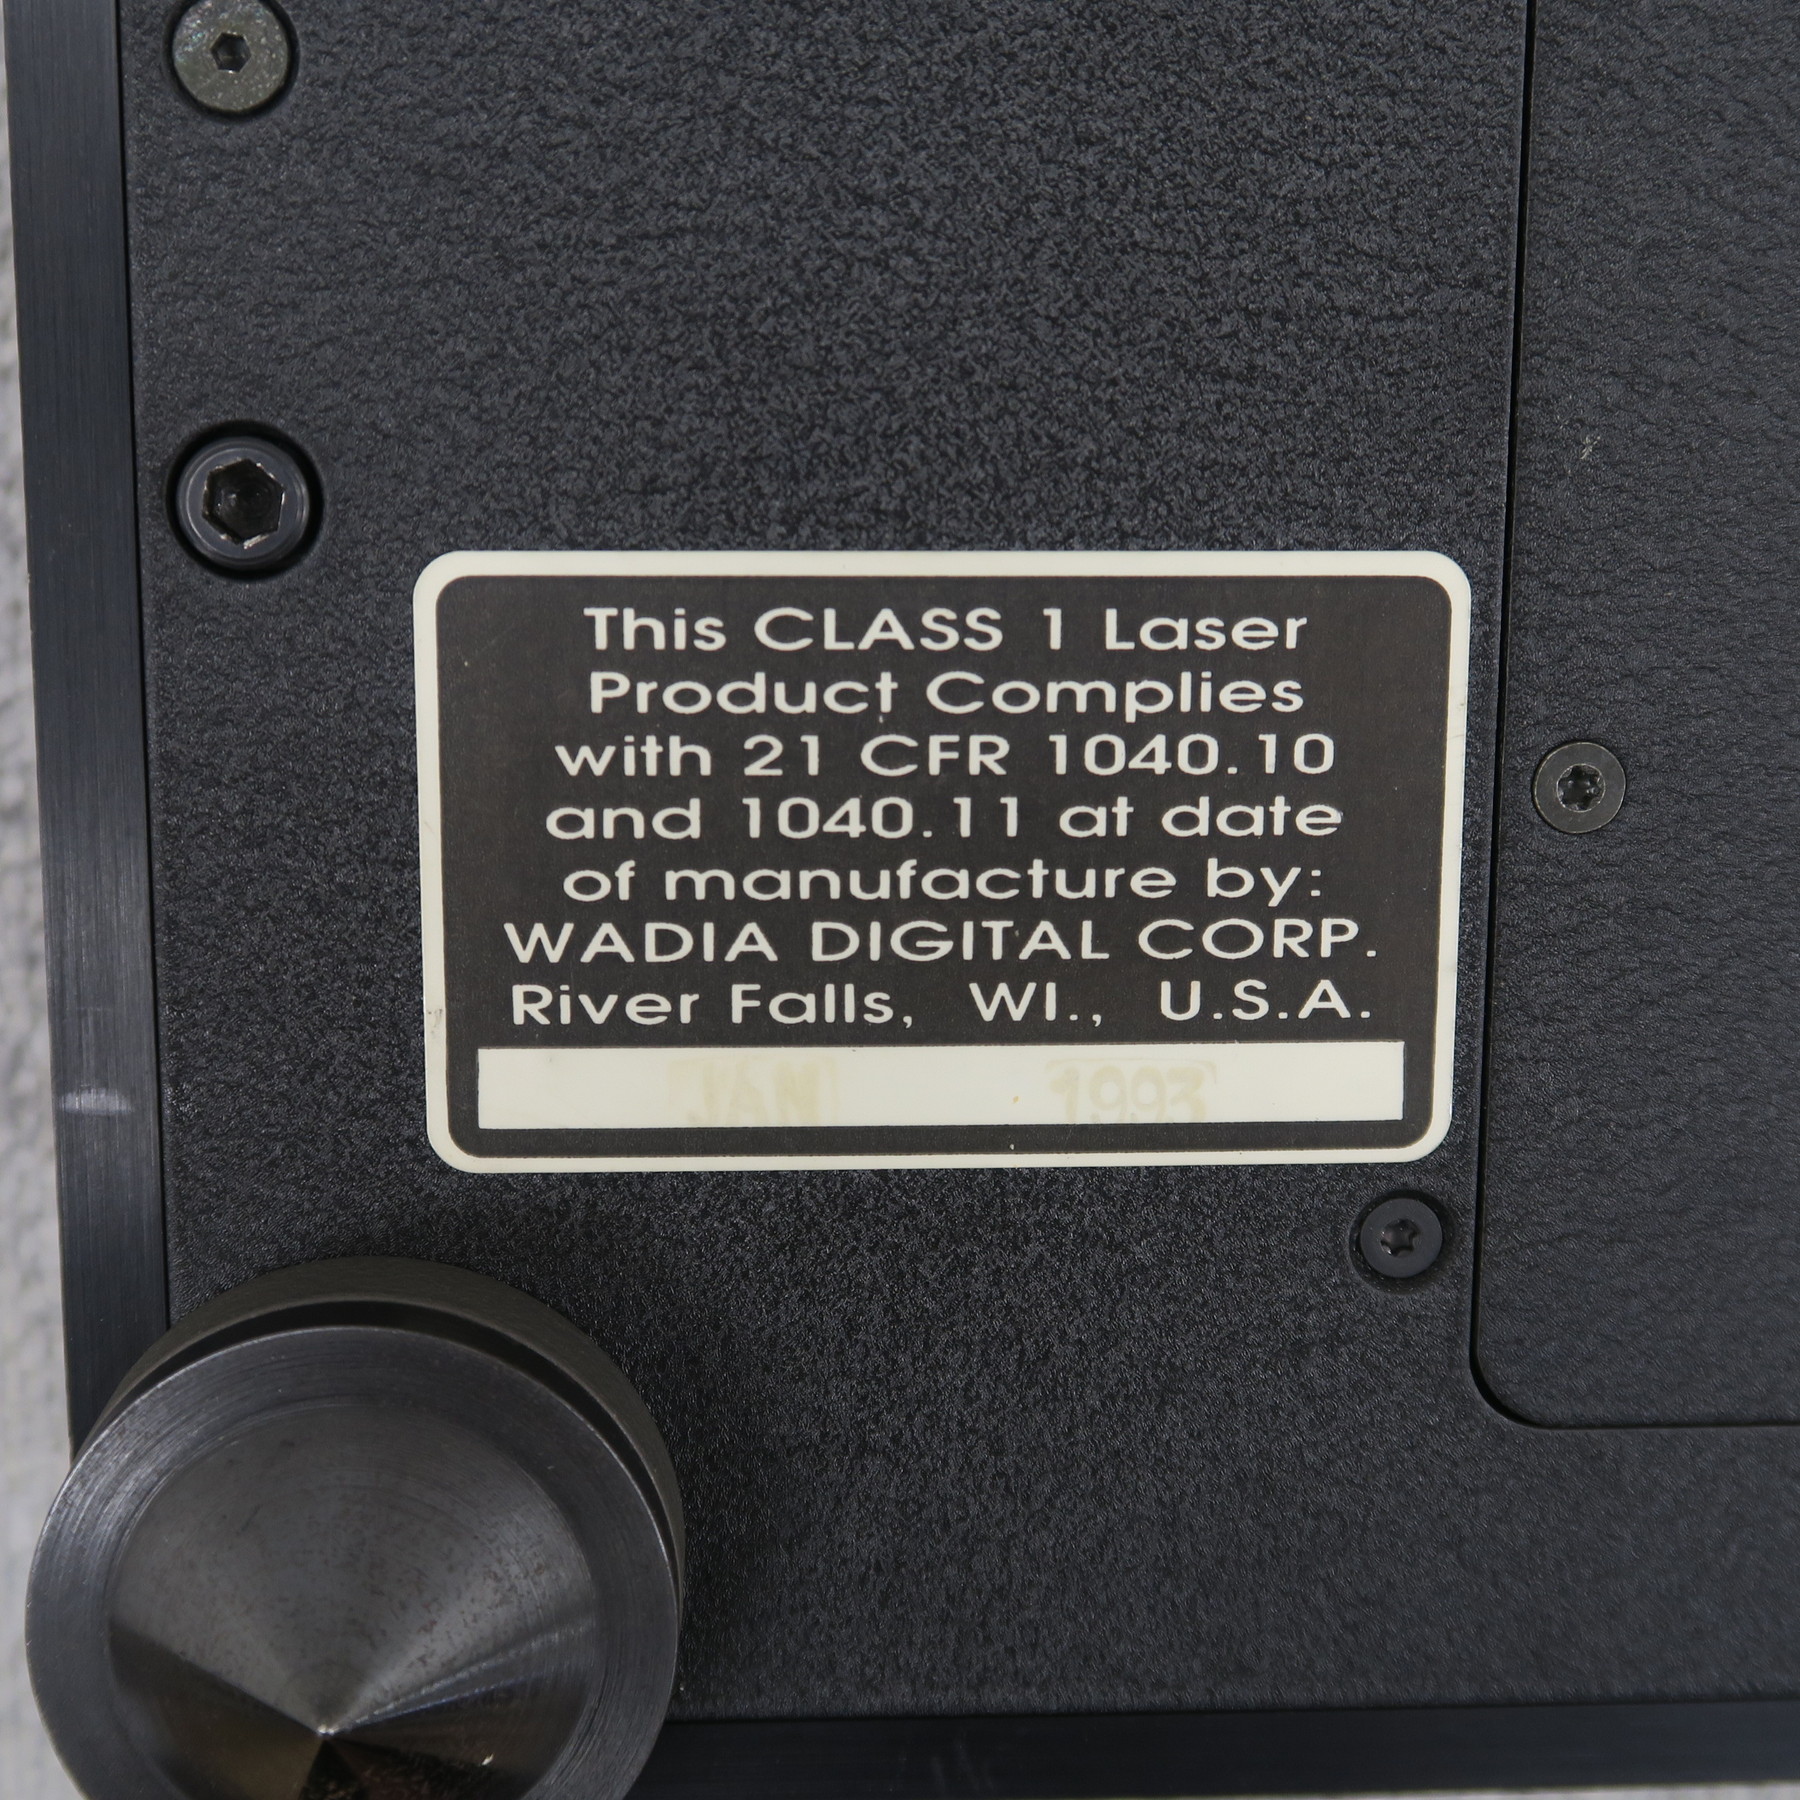 This CLASS 1 Laser
Product Complies
with 21 CFR 1040.10
and 1040.11 at date
of manufacture by:
WADIA DIGITAL CORP.
River Falls, WI., U.S.A.
JAN 1993